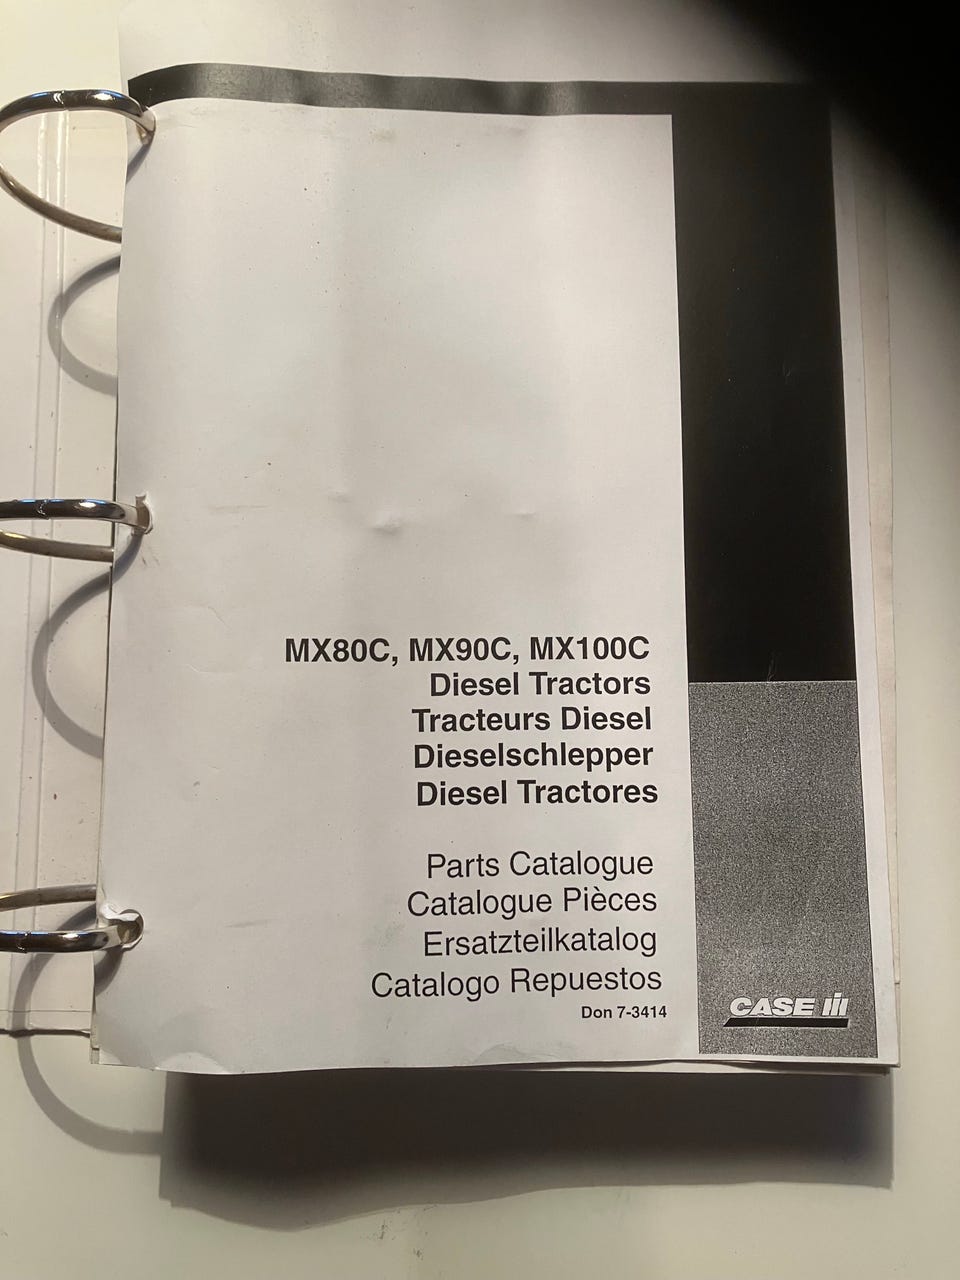 MX80C, MX90C, MX100C
Diesel Tractors
Tracteurs Diesel
Dieselschlepper
Diesel Tractores
Parts Catalogue
Catalogue Pièces
Ersatzteilkatalog
Catalogo Repuestos
Don 7-3414
CASE III